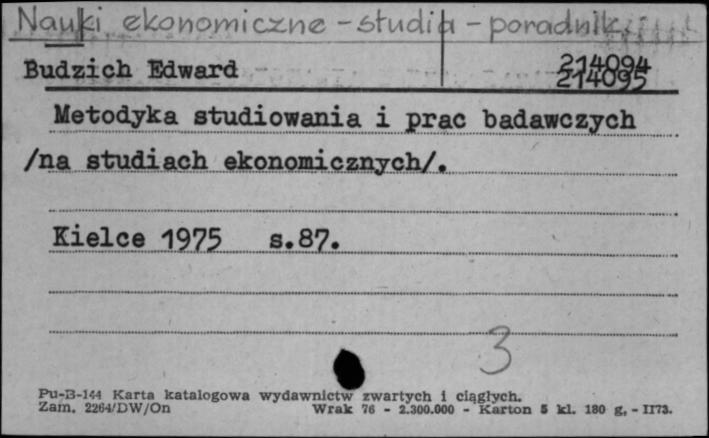 Nauki ekonomiczne - studia - poradnik
Budzich Edward 214094
214095
Metodyka studiowania i prac badawczych
/na studiach ekonomicznych/.
Kielce 1975 s.87.
3
Pu-B-144 Karta katalogowa wydawnictw zwartych i ciągłych.
Zam. 2264/DW/On Wrak 76 - 2.300.000 - Karton 5 kl. 180 g. - II73.